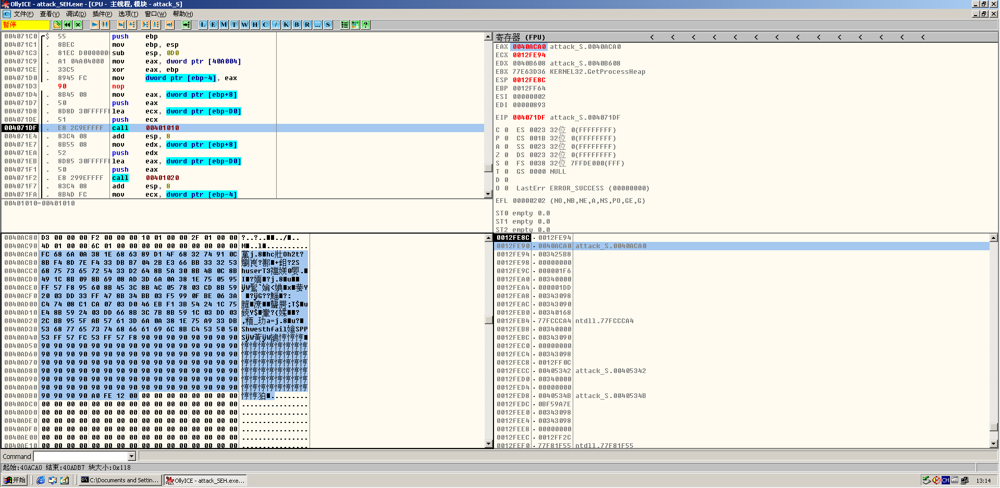 OllyICE - attack_SEH.exe - [CPU - 主线程, 模块 - attack_S]
文件(F) 查看(V) 调试(D) 插件(P) 选项(T) 窗口(W) 帮助(H)
暂停 L E M T W H C / K B R ... S ?
004071C0 $ 55 push ebp
004071C1 . 8BEC mov ebp, esp
004071C3 . 81EC D0000000 sub esp, 0D0
004071C9 . A1 04A04000 mov eax, dword ptr [40A004]
004071CE . 33C5 xor eax, ebp
004071D0 . 8945 FC mov dword ptr [ebp-4], eax
004071D3 90 nop
004071D4 . 8B45 08 mov eax, dword ptr [ebp+8]
004071D7 . 50 push eax
004071D8 . 8D8D 30FFFFF lea ecx, dword ptr [ebp-D0]
004071DE . 51 push ecx
004071DF . E8 2C9EFFFF call 00401010
004071E4 . 83C4 08 add esp, 8
004071E7 . 8B55 08 mov edx, dword ptr [ebp+8]
004071EA . 52 push edx
004071EB . 8D85 30FFFFF lea eax, dword ptr [ebp-D0]
004071F1 . 50 push eax
004071F2 . E8 299EFFFF call 00401020
004071F7 . 83C4 08 add esp, 8
004071FA . 8B4D FC mov ecx, dword ptr [ebp-4]
00401010=00401010
寄存器 (FPU) < < < < < < < < < < < < < <
EAX 0040ACA0 attack_S.0040ACA0
ECX 0012FE94
EDX 0040B608 attack_S.0040B608
EBX 77E63D36 KERNEL32.GetProcessHeap
ESP 0012FE8C
EBP 0012FF64
ESI 00000002
EDI 00000893
EIP 004071DF attack_S.004071DF
C 0 ES 0023 32位 0(FFFFFFFF)
P 0 CS 001B 32位 0(FFFFFFFF)
A 0 SS 0023 32位 0(FFFFFFFF)
Z 0 DS 0023 32位 0(FFFFFFFF)
S 0 FS 0038 32位 7FFDE000(FFF)
T 0 GS 0000 NULL
D 0
O 0 LastErr ERROR_SUCCESS (00000000)
EFL 00000202 (NO,NB,NE,A,NS,PO,GE,G)
ST0 empty 0.0
ST1 empty 0.0
ST2 empty 0.0
0040AC80 D3 00 00 00 F2 00 00 00 10 01 00 00 2F 01 00 00
0040AC90 4D 01 00 00 6C 01 00 00 00 00 00 00 00 00 00 00
0040ACA0 FC 68 6A 0A 38 1E 68 63 89 D1 4F 68 32 74 91 0C
0040ACB0 8B F4 8D 7E F4 33 DB B7 04 2B E3 66 BB 33 32 53
0040ACC0 68 75 73 65 72 54 33 D2 64 8B 5A 30 8B 4B 0C 8B
0040ACD0 49 1C 8B 09 8B 69 08 AD 3D 6A 0A 38 1E 75 05 95
0040ACE0 FF 57 F8 95 60 8B 45 3C 8B 4C 05 78 03 CD 8B 59
0040ACF0 20 03 DD 33 FF 47 8B 34 BB 03 F5 99 0F BE 06 3A
0040AD00 C4 74 08 C1 CA 07 03 D0 46 EB F1 3B 54 24 1C 75
0040AD10 E4 8B 59 24 03 DD 66 8B 3C 7B 8B 59 1C 03 DD 03
0040AD20 2C BB 95 5F AB 57 61 3D 6A 0A 38 1E 75 A9 33 DB
0040AD30 53 68 77 65 73 74 68 66 61 69 6C 8B C4 53 50 50
0040AD40 53 FF 57 FC 53 FF 57 F8 90 90 90 90 90 90 90 90
0040AD50 90 90 90 90 90 90 90 90 90 90 90 90 90 90 90 90
0040AD60 90 90 90 90 90 90 90 90 90 90 90 90 90 90 90 90
0040AD70 90 90 90 90 90 90 90 90 90 90 90 90 90 90 90 90
0040AD80 90 90 90 90 90 90 90 90 90 90 90 90 90 90 90 90
0040AD90 90 90 90 90 90 90 90 90 90 90 90 90 90 90 90 90
0040ADA0 90 90 90 90 90 90 90 90 90 90 90 90 90 90 90 90
0040ADB0 90 90 90 90 A0 FE 12 00 00 00 00 00 00 00 00 00
0040ADC0 00 00 00 00 00 00 00 00 00 00 00 00 00 00 00 00
0040ADD0 00 00 00 00 00 00 00 00 00 00 00 00 00 00 00 00
0040ADE0 00 00 00 00 00 00 00 00 00 00 00 00 00 00 00 00
0040ADF0 00 00 00 00 00 00 00 00 00 00 00 00 00 00 00 00
0040AE00 00 00 00 00 00 00 00 00 00 00 00 00 00 00 00 00
0040AE10 00 00 00 00 00 00 00 00 00 00 00 00 00 00 00 00
0012FE8C 0012FE94
0012FE90 0040ACA0 attack_S.0040ACA0
0012FE94 003425B8
0012FE98 00000000
0012FE9C 000001F6
0012FEA0 00340000
0012FEA4 000001DD
0012FEA8 00343098
0012FEAC 00343090
0012FEB0 00340168
0012FEB4 77FCCCA4 ntdll.77FCCCA4
0012FEB8 00340000
0012FEBC 00343090
0012FEC0 00000000
0012FEC4 00343098
0012FEC8 0012FF0C
0012FECC 00405342 attack_S.00405342
0012FED0 00340000
0012FED4 00000000
0012FED8 0040534B attack_S.0040534B
0012FEDC 0BF59A7E
0012FEE0 00343098
0012FEE4 00343098
0012FEE8 00000000
0012FEEC 0012FF2C
0012FEF0 77F81F55 ntdll.77F81F55
Command
起始:40ACA0 结束:40ADB7 块大小:0x118
开始 C:\Documents and Settin... OllyICE - attack_SEH.exe... CH 13:14